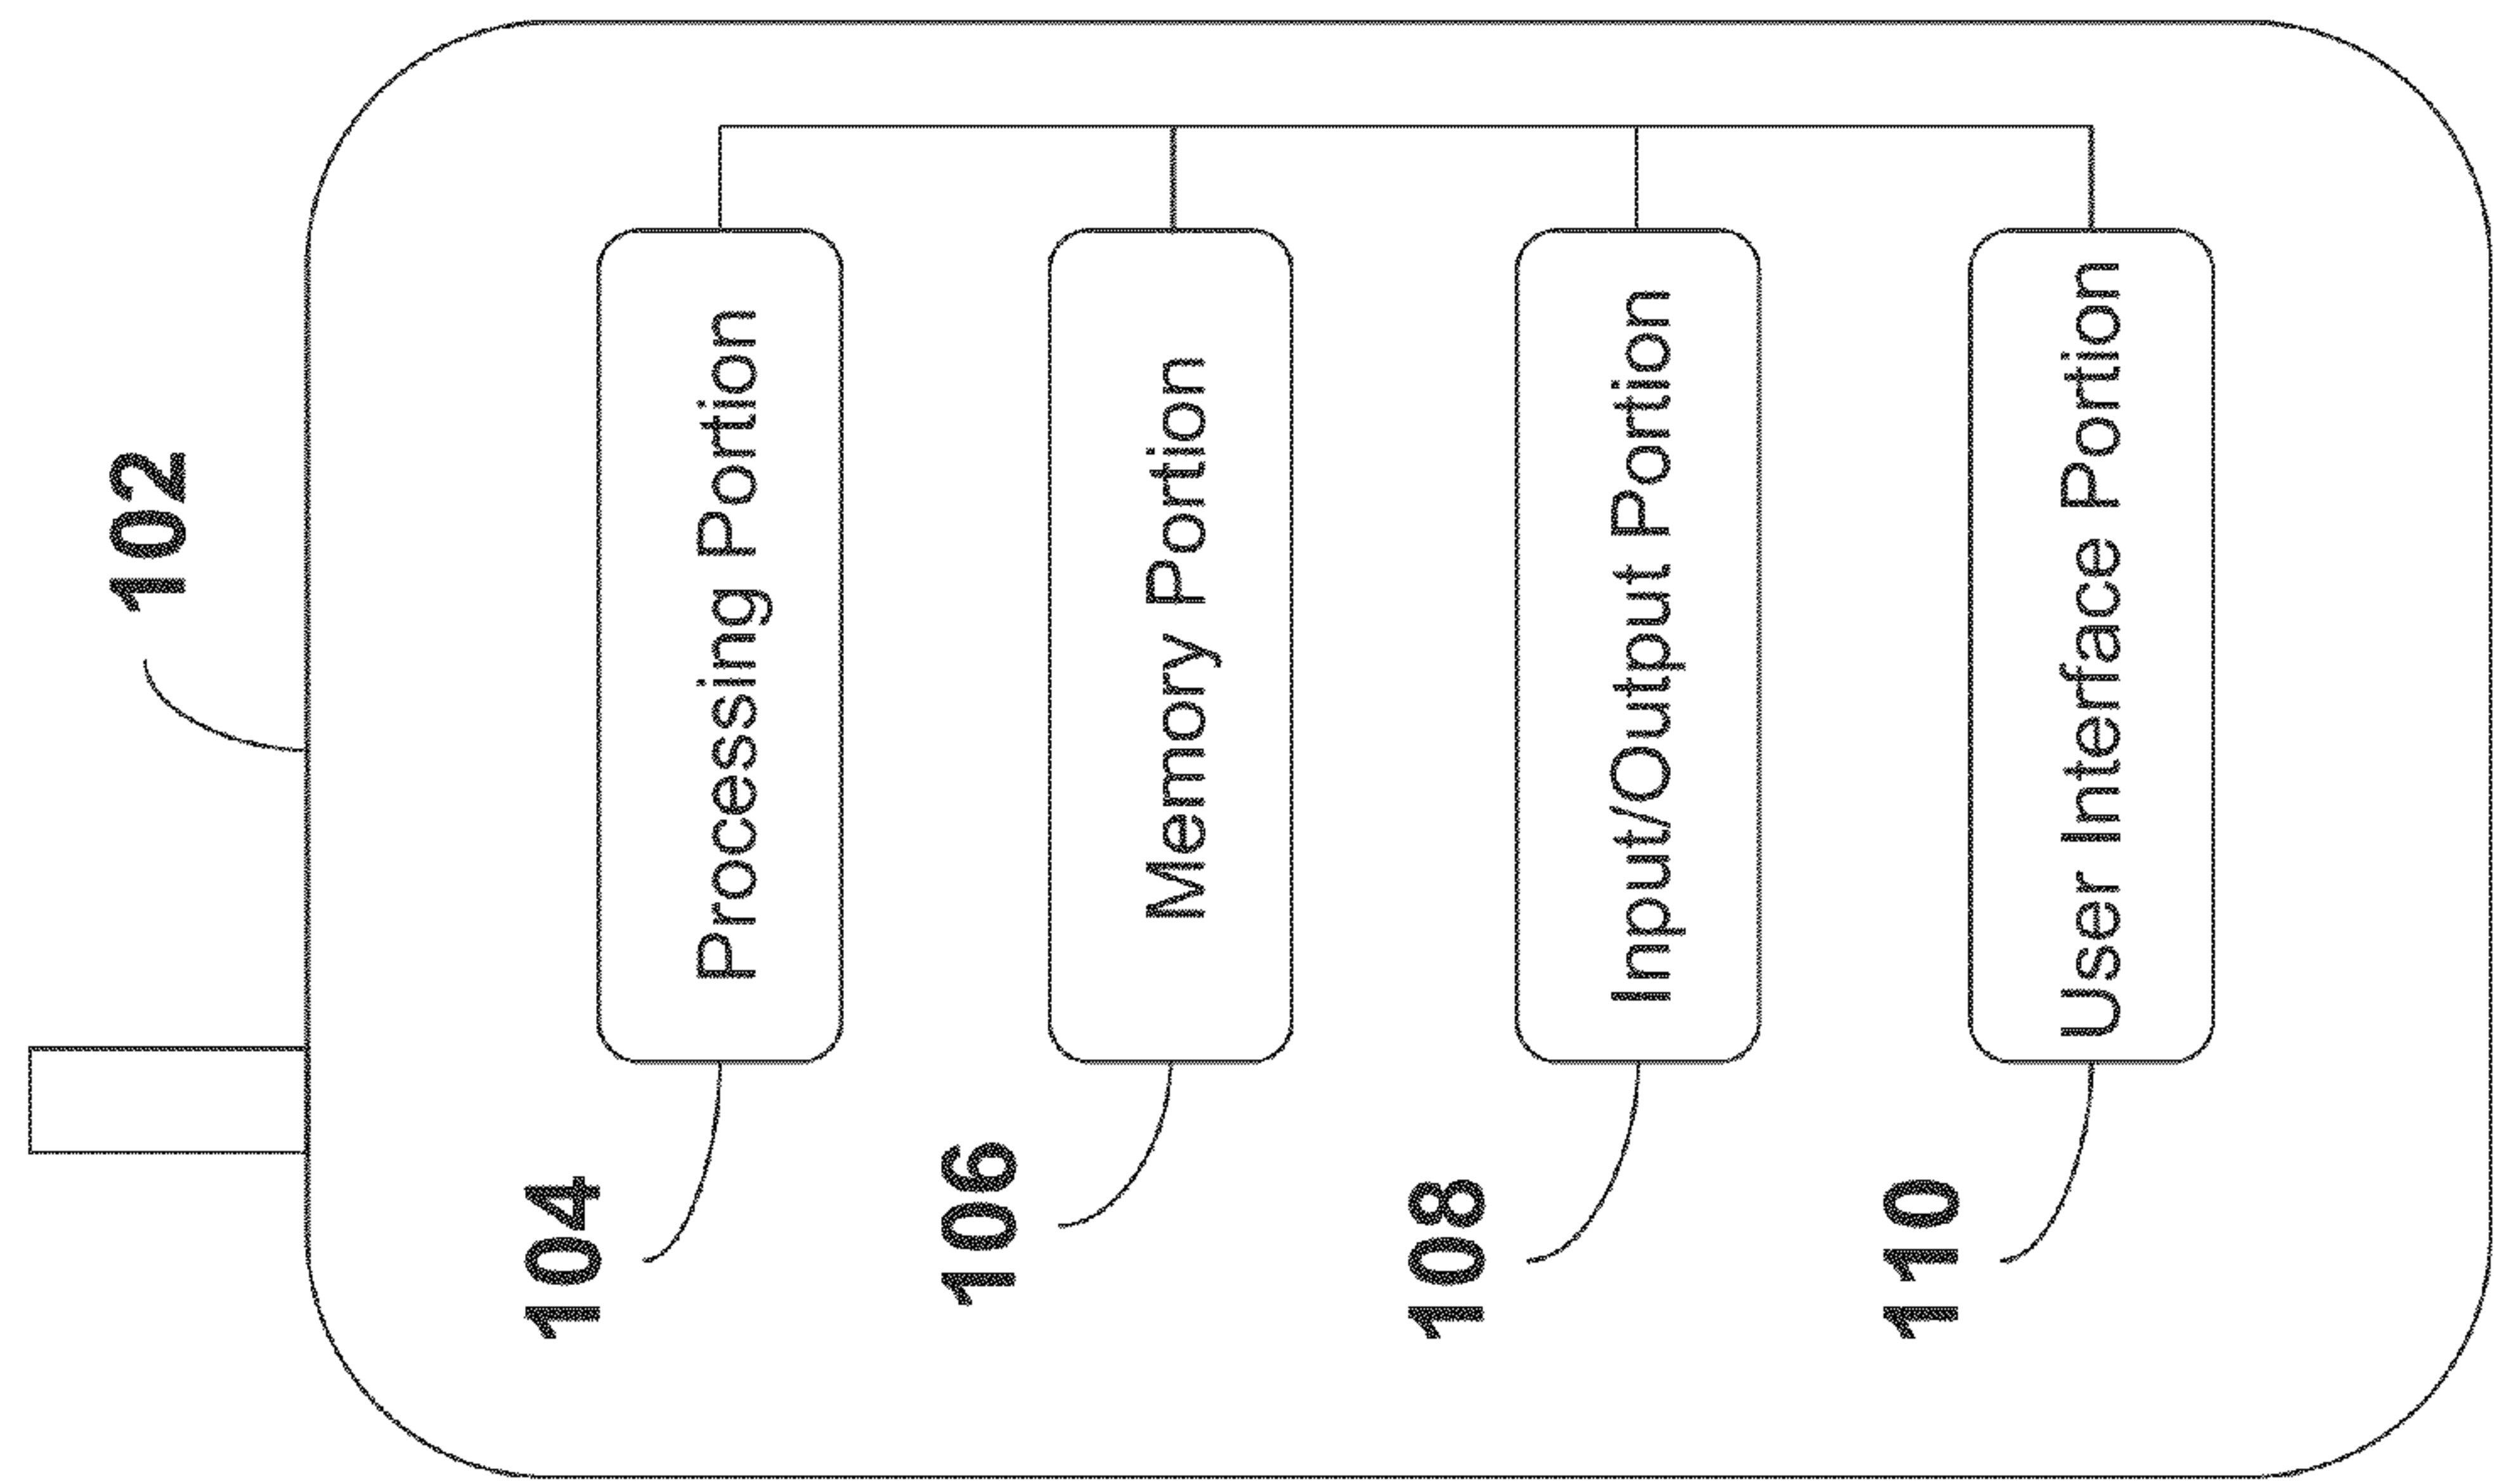 102
104
Processing Portion
106
Memory Portion
108
Input/Output Portion
110
User Interface Portion